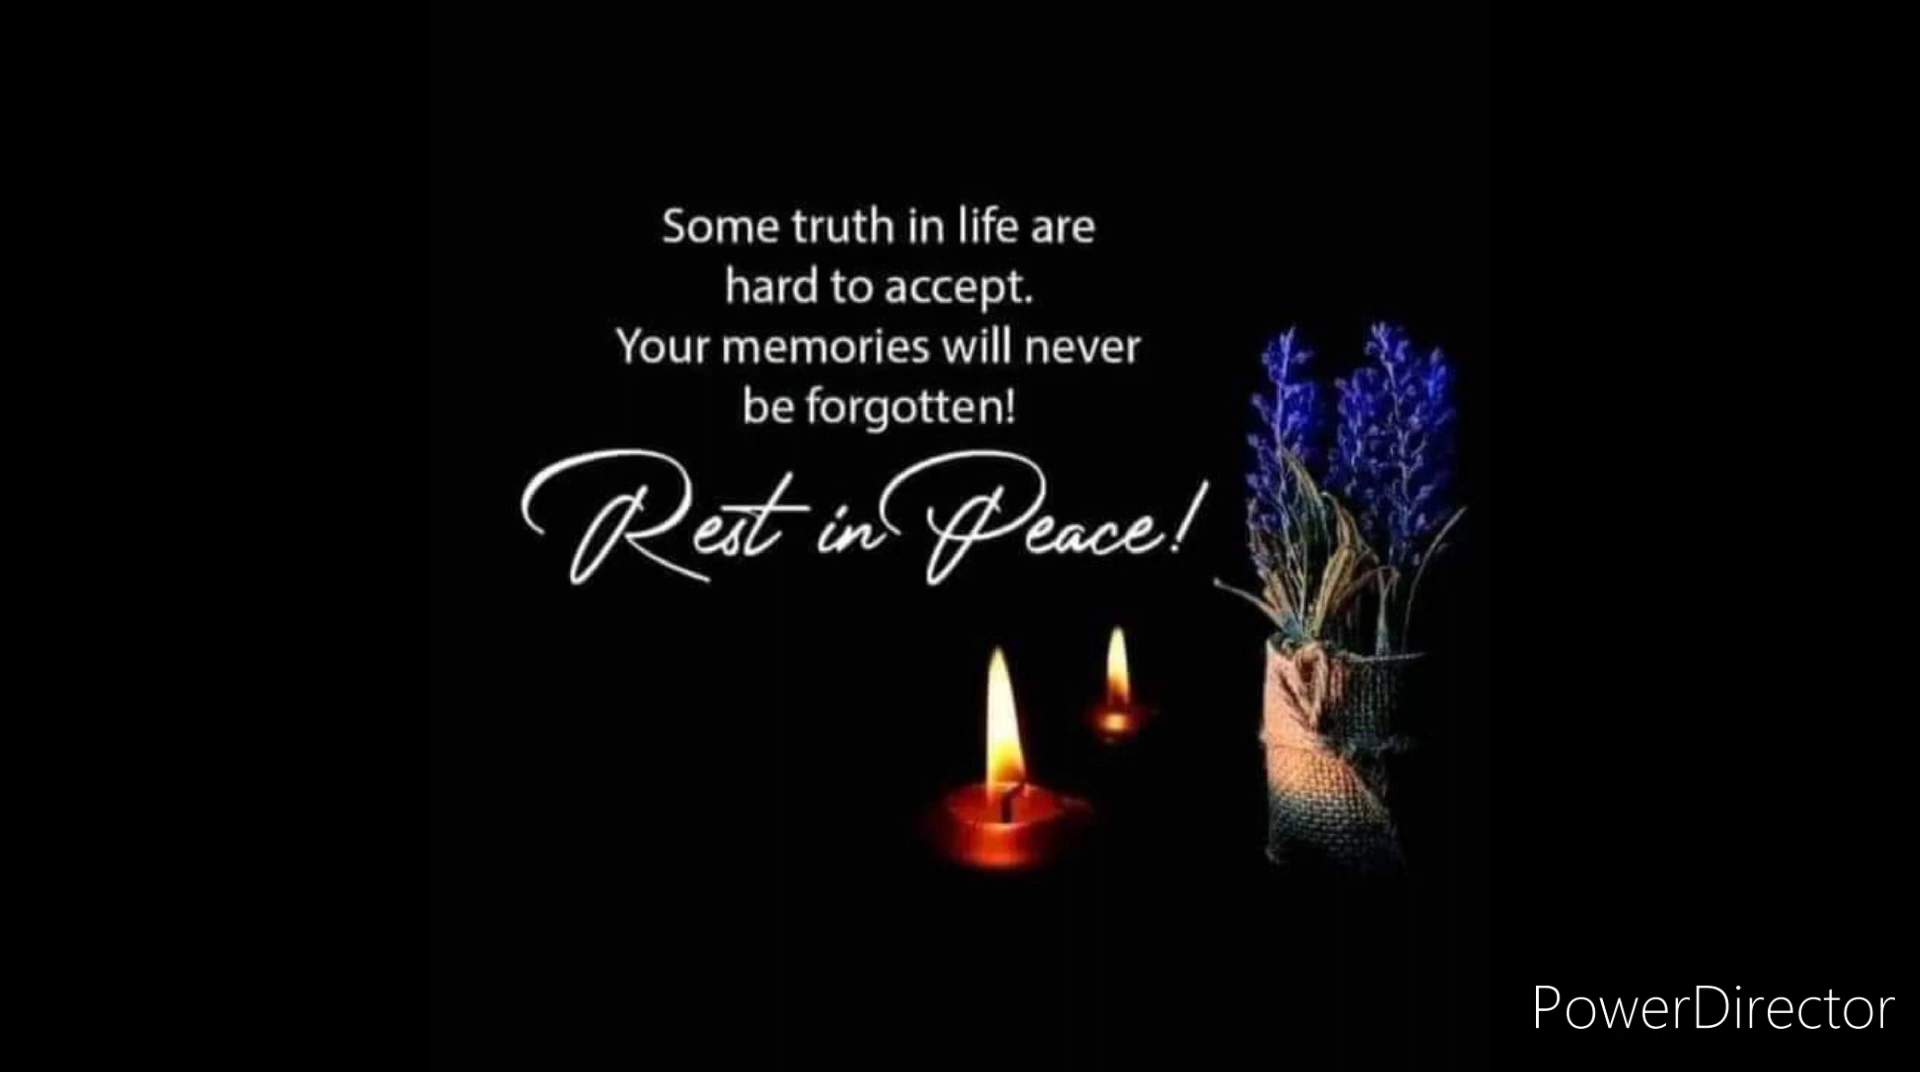 Some truth in life are
hard to accept.
Your memories will never
be forgotten!
Rest in Peace!
PowerDirector